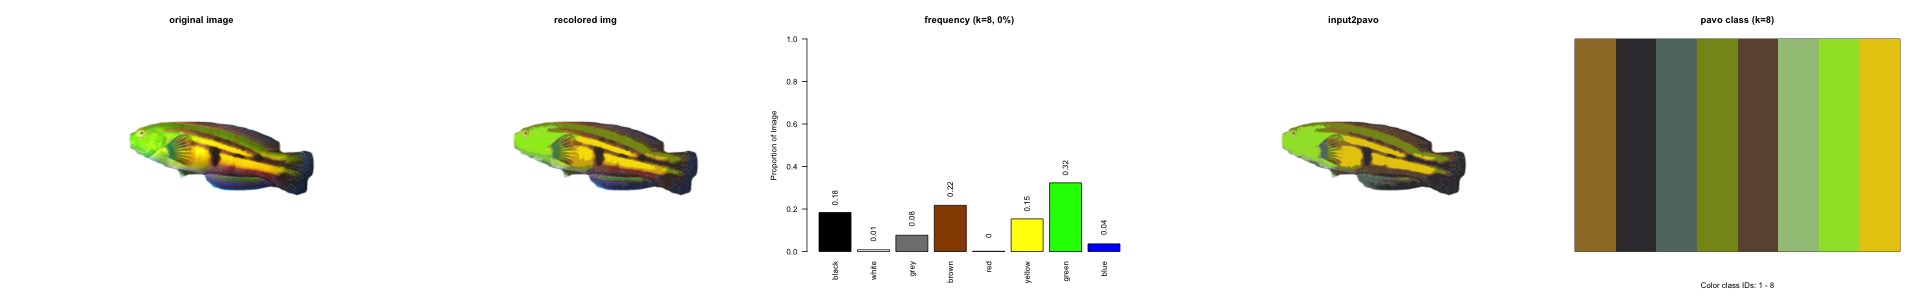 original image
recolored img
frequency (k=8, 0%)
input2pavo
pavo class (k=8)
Proportion of Image
1.0
0.8
0.6
0.4
0.2
0.0
0.18
0.01
0.08
0.22
0
0.15
0.32
0.04
black
white
grey
brown
red
yellow
green
blue
Color class IDs: 1 - 8